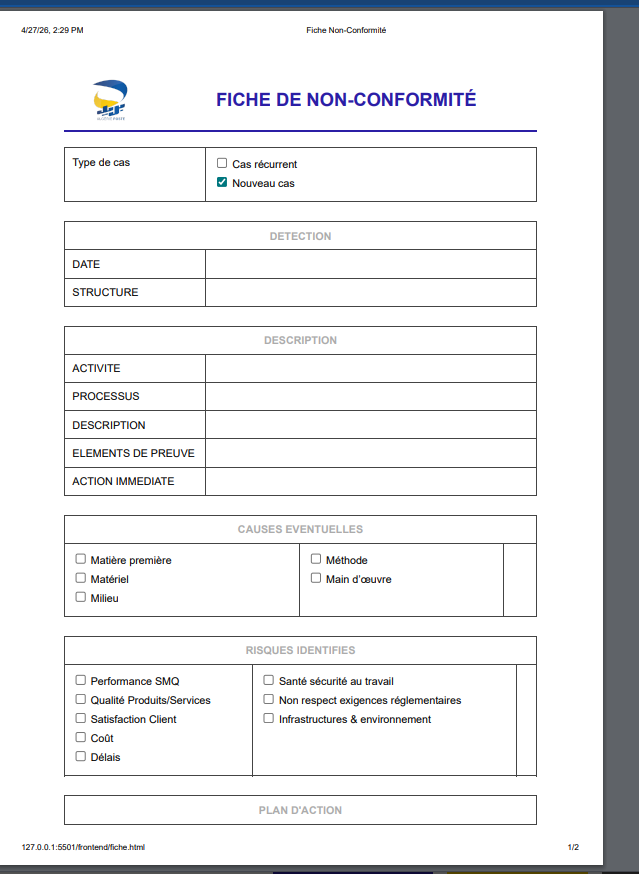 4/27/26, 2:29 PM
Fiche Non-Conformité
FICHE DE NON-CONFORMITÉ
Type de cas
Cas récurrent
Nouveau cas
DETECTION
DATE
STRUCTURE
DESCRIPTION
ACTIVITE
PROCESSUS
DESCRIPTION
ELEMENTS DE PREUVE
ACTION IMMEDIATE
CAUSES EVENTUELLES
Matière première
Matériel
Milieu
Méthode
Main d'œuvre
RISQUES IDENTIFIES
Performance SMQ
Qualité Produits/Services
Satisfaction Client
Coût
Délais
Santé sécurité au travail
Non respect exigences réglementaires
Infrastructures & environnement
PLAN D'ACTION
127.0.0.1:5501/frontend/fiche.html
1/2